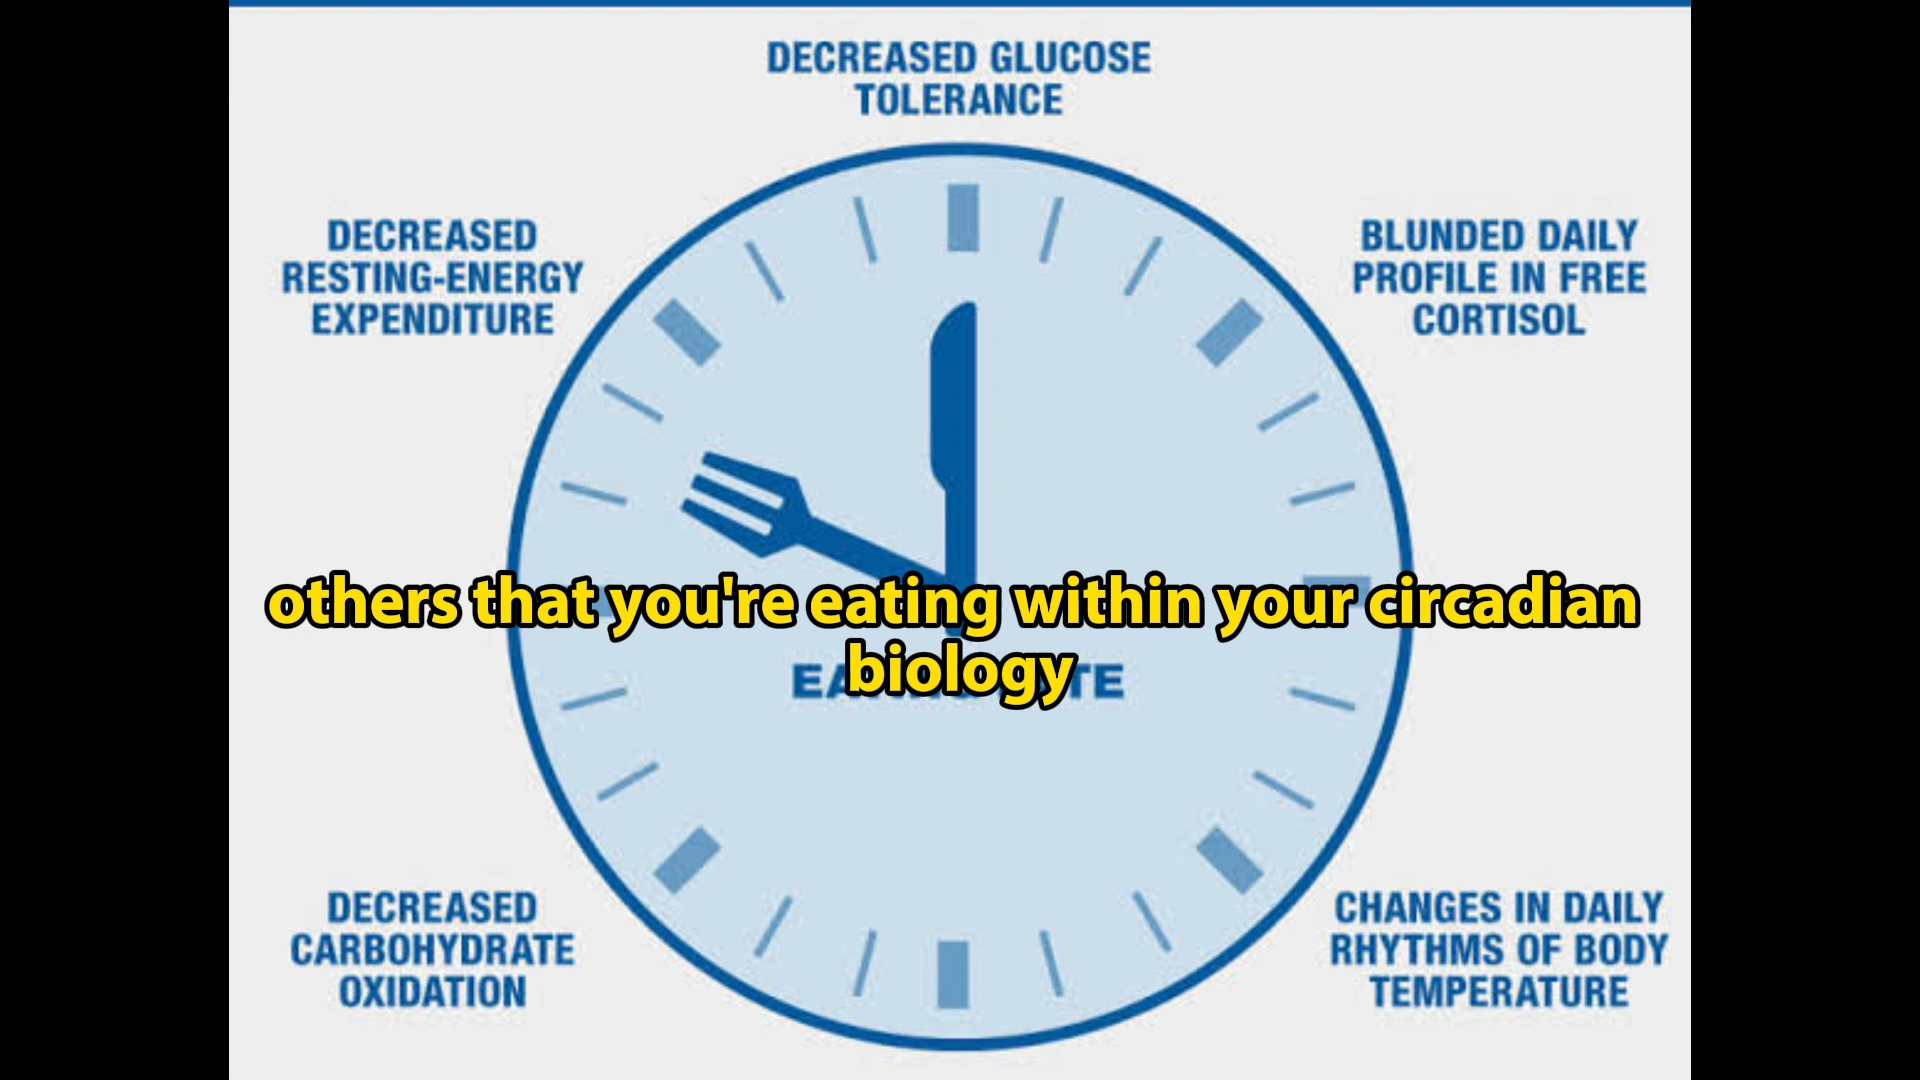 DECREASED GLUCOSE
TOLERANCE
DECREASED
RESTING-ENERGY
EXPENDITURE
BLUNDED DAILY
PROFILE IN FREE
CORTISOL
others that you're eating within your circadian
biology
DECREASED
CARBOHYDRATE
OXIDATION
CHANGES IN DAILY
RHYTHMS OF BODY
TEMPERATURE